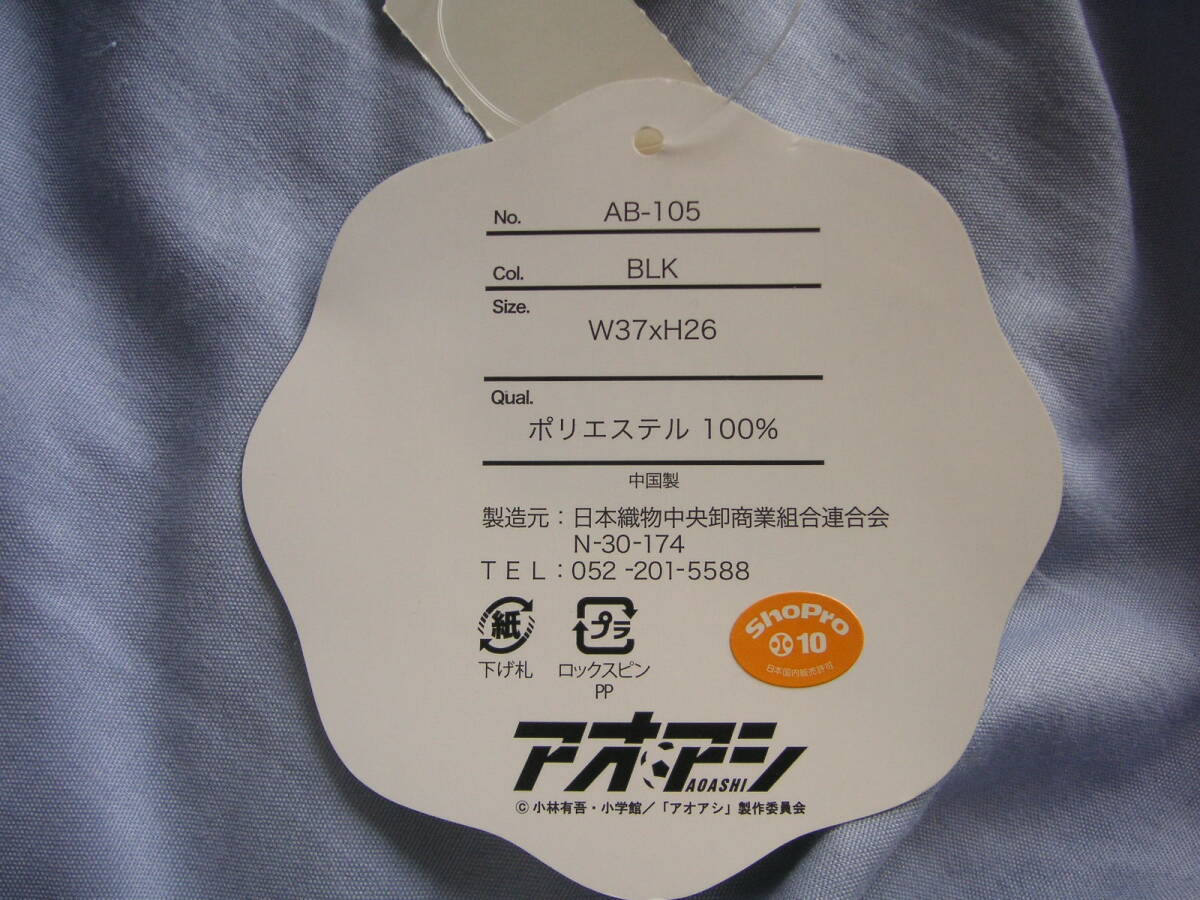 No. AB-105
Col. BLK
Size.
W37xH26
Qual.
ポリエステル 100%
中国製
製造元：日本織物中央卸商業組合連合会
N-30-174
ＴＥＬ：052 -201-5588
紙 プラ
下げ札 ロックスピン
PP
ShoPro
10
日本国内販売許可
アオアシ
AOASHI
© 小林有吾・小学館／「アオアシ」製作委員会